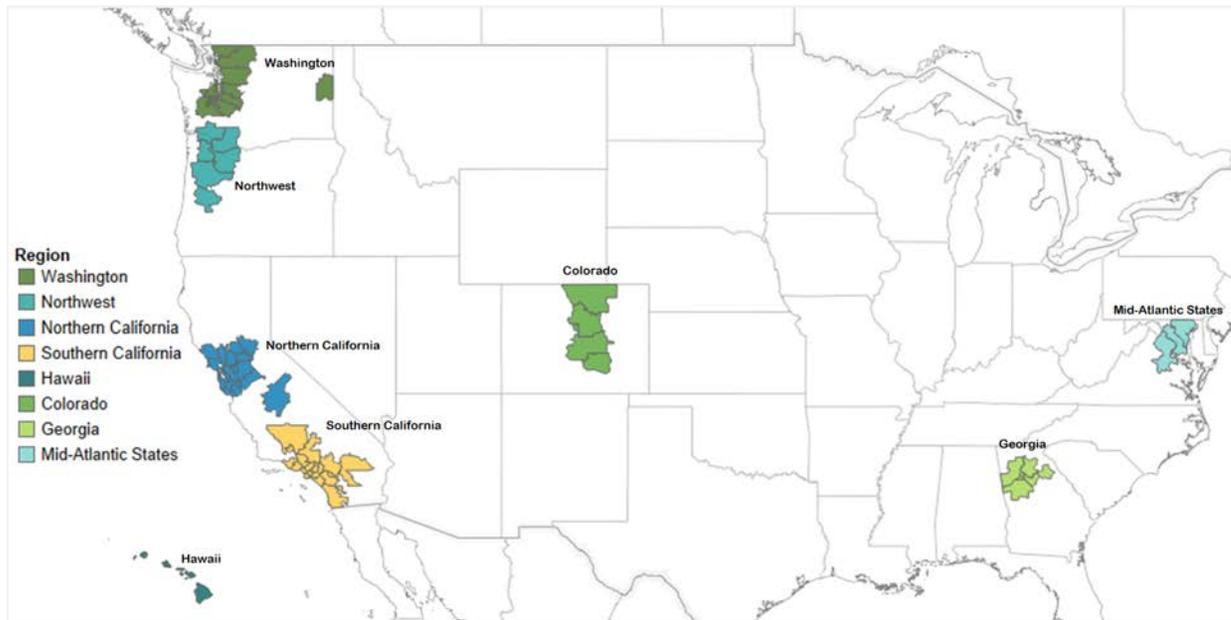 Washington
Northwest
Region
Washington
Northwest
Northern California
Southern California
Hawaii
Colorado
Georgia
Mid-Atlantic States
Colorado
Mid-Atlantic States
Northern California
Southern California
Georgia
Hawaii